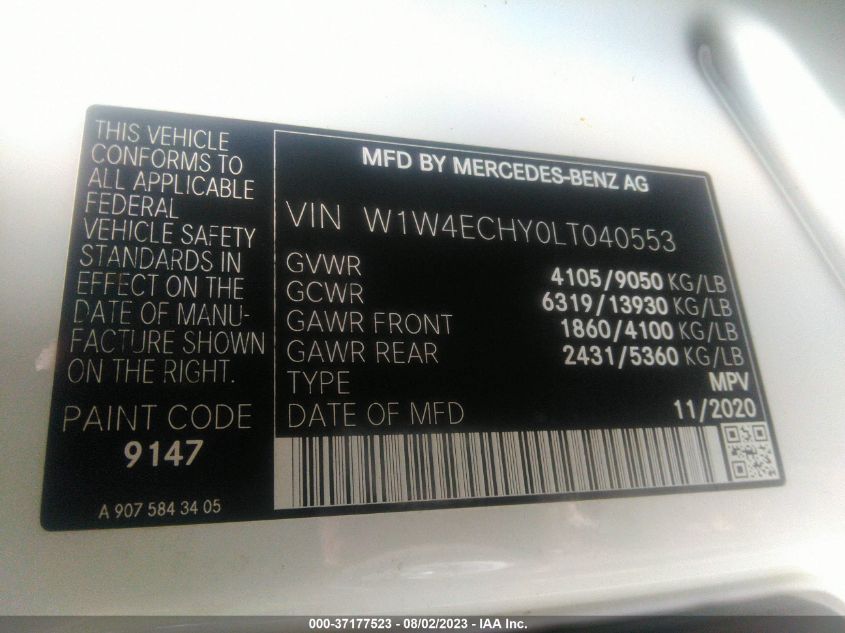 THIS VEHICLE
CONFORMS TO
ALL APPLICABLE
FEDERAL
VEHICLE SAFETY
STANDARDS IN
EFFECT ON THE
DATE OF MANU-
FACTURE SHOWN
ON THE RIGHT.
PAINT CODE
9147
A 907 584 34 05
MFD BY MERCEDES-BENZ AG
VIN W1W4ECHY0LT040553
GVWR 4105/9050 KG/LB
GCWR 6319/13930 KG/LB
GAWR FRONT 1860/4100 KG/LB
GAWR REAR 2431/5360 KG/LB
TYPE MPV
DATE OF MFD 11/2020
000-37177523 - 08/02/2023 - IAA Inc.